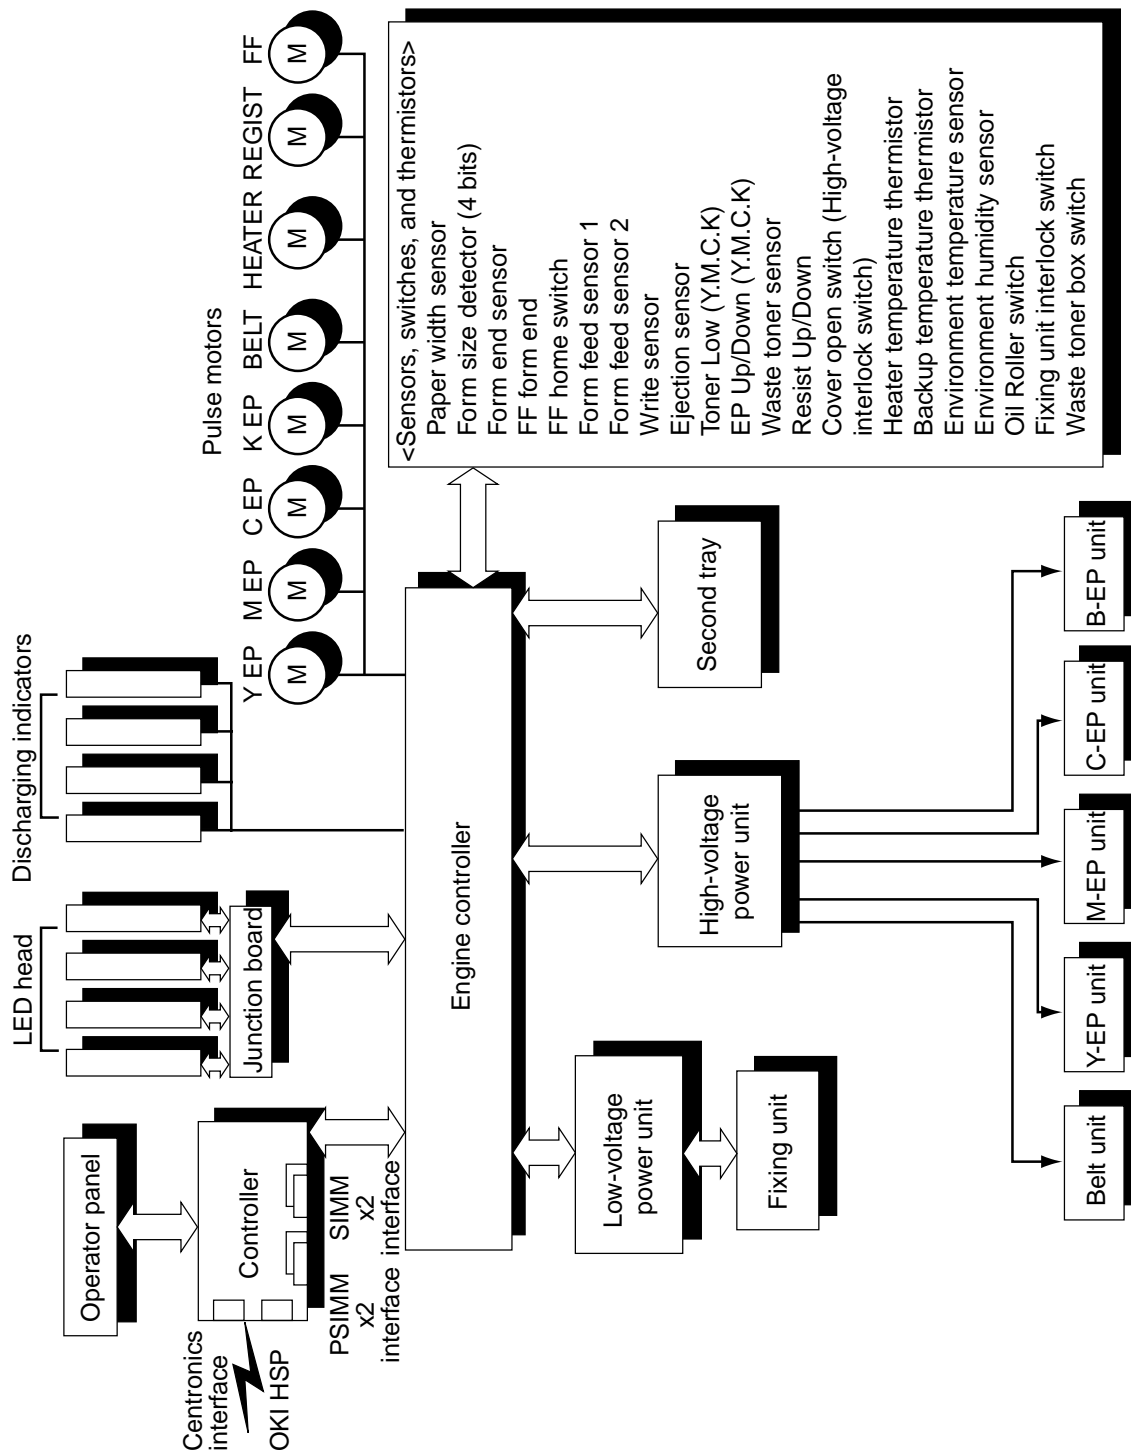 Operator panel
Centronics
interface
OKI HSP
Controller
PSIMM
x2
interface
SIMM
x2
interface
LED head
Junction board
Discharging indicators
Pulse motors
Y EP
M EP
C EP
K EP
BELT
HEATER
REGIST
FF
M
M
M
M
M
M
M
M
Engine controller
<Sensors, switches, and thermistors>
Paper width sensor
Form size detector (4 bits)
Form end sensor
FF form end
FF home switch
Form feed sensor 1
Form feed sensor 2
Write sensor
Ejection sensor
Toner Low (Y.M.C.K)
EP Up/Down (Y.M.C.K)
Waste toner sensor
Resist Up/Down
Cover open switch (High-voltage
interlock switch)
Heater temperature thermistor
Backup temperature thermistor
Environment temperature sensor
Environment humidity sensor
Oil Roller switch
Fixing unit interlock switch
Waste toner box switch
Low-voltage
power unit
Fixing unit
High-voltage
power unit
Second tray
Belt unit
Y-EP unit
M-EP unit
C-EP unit
B-EP unit